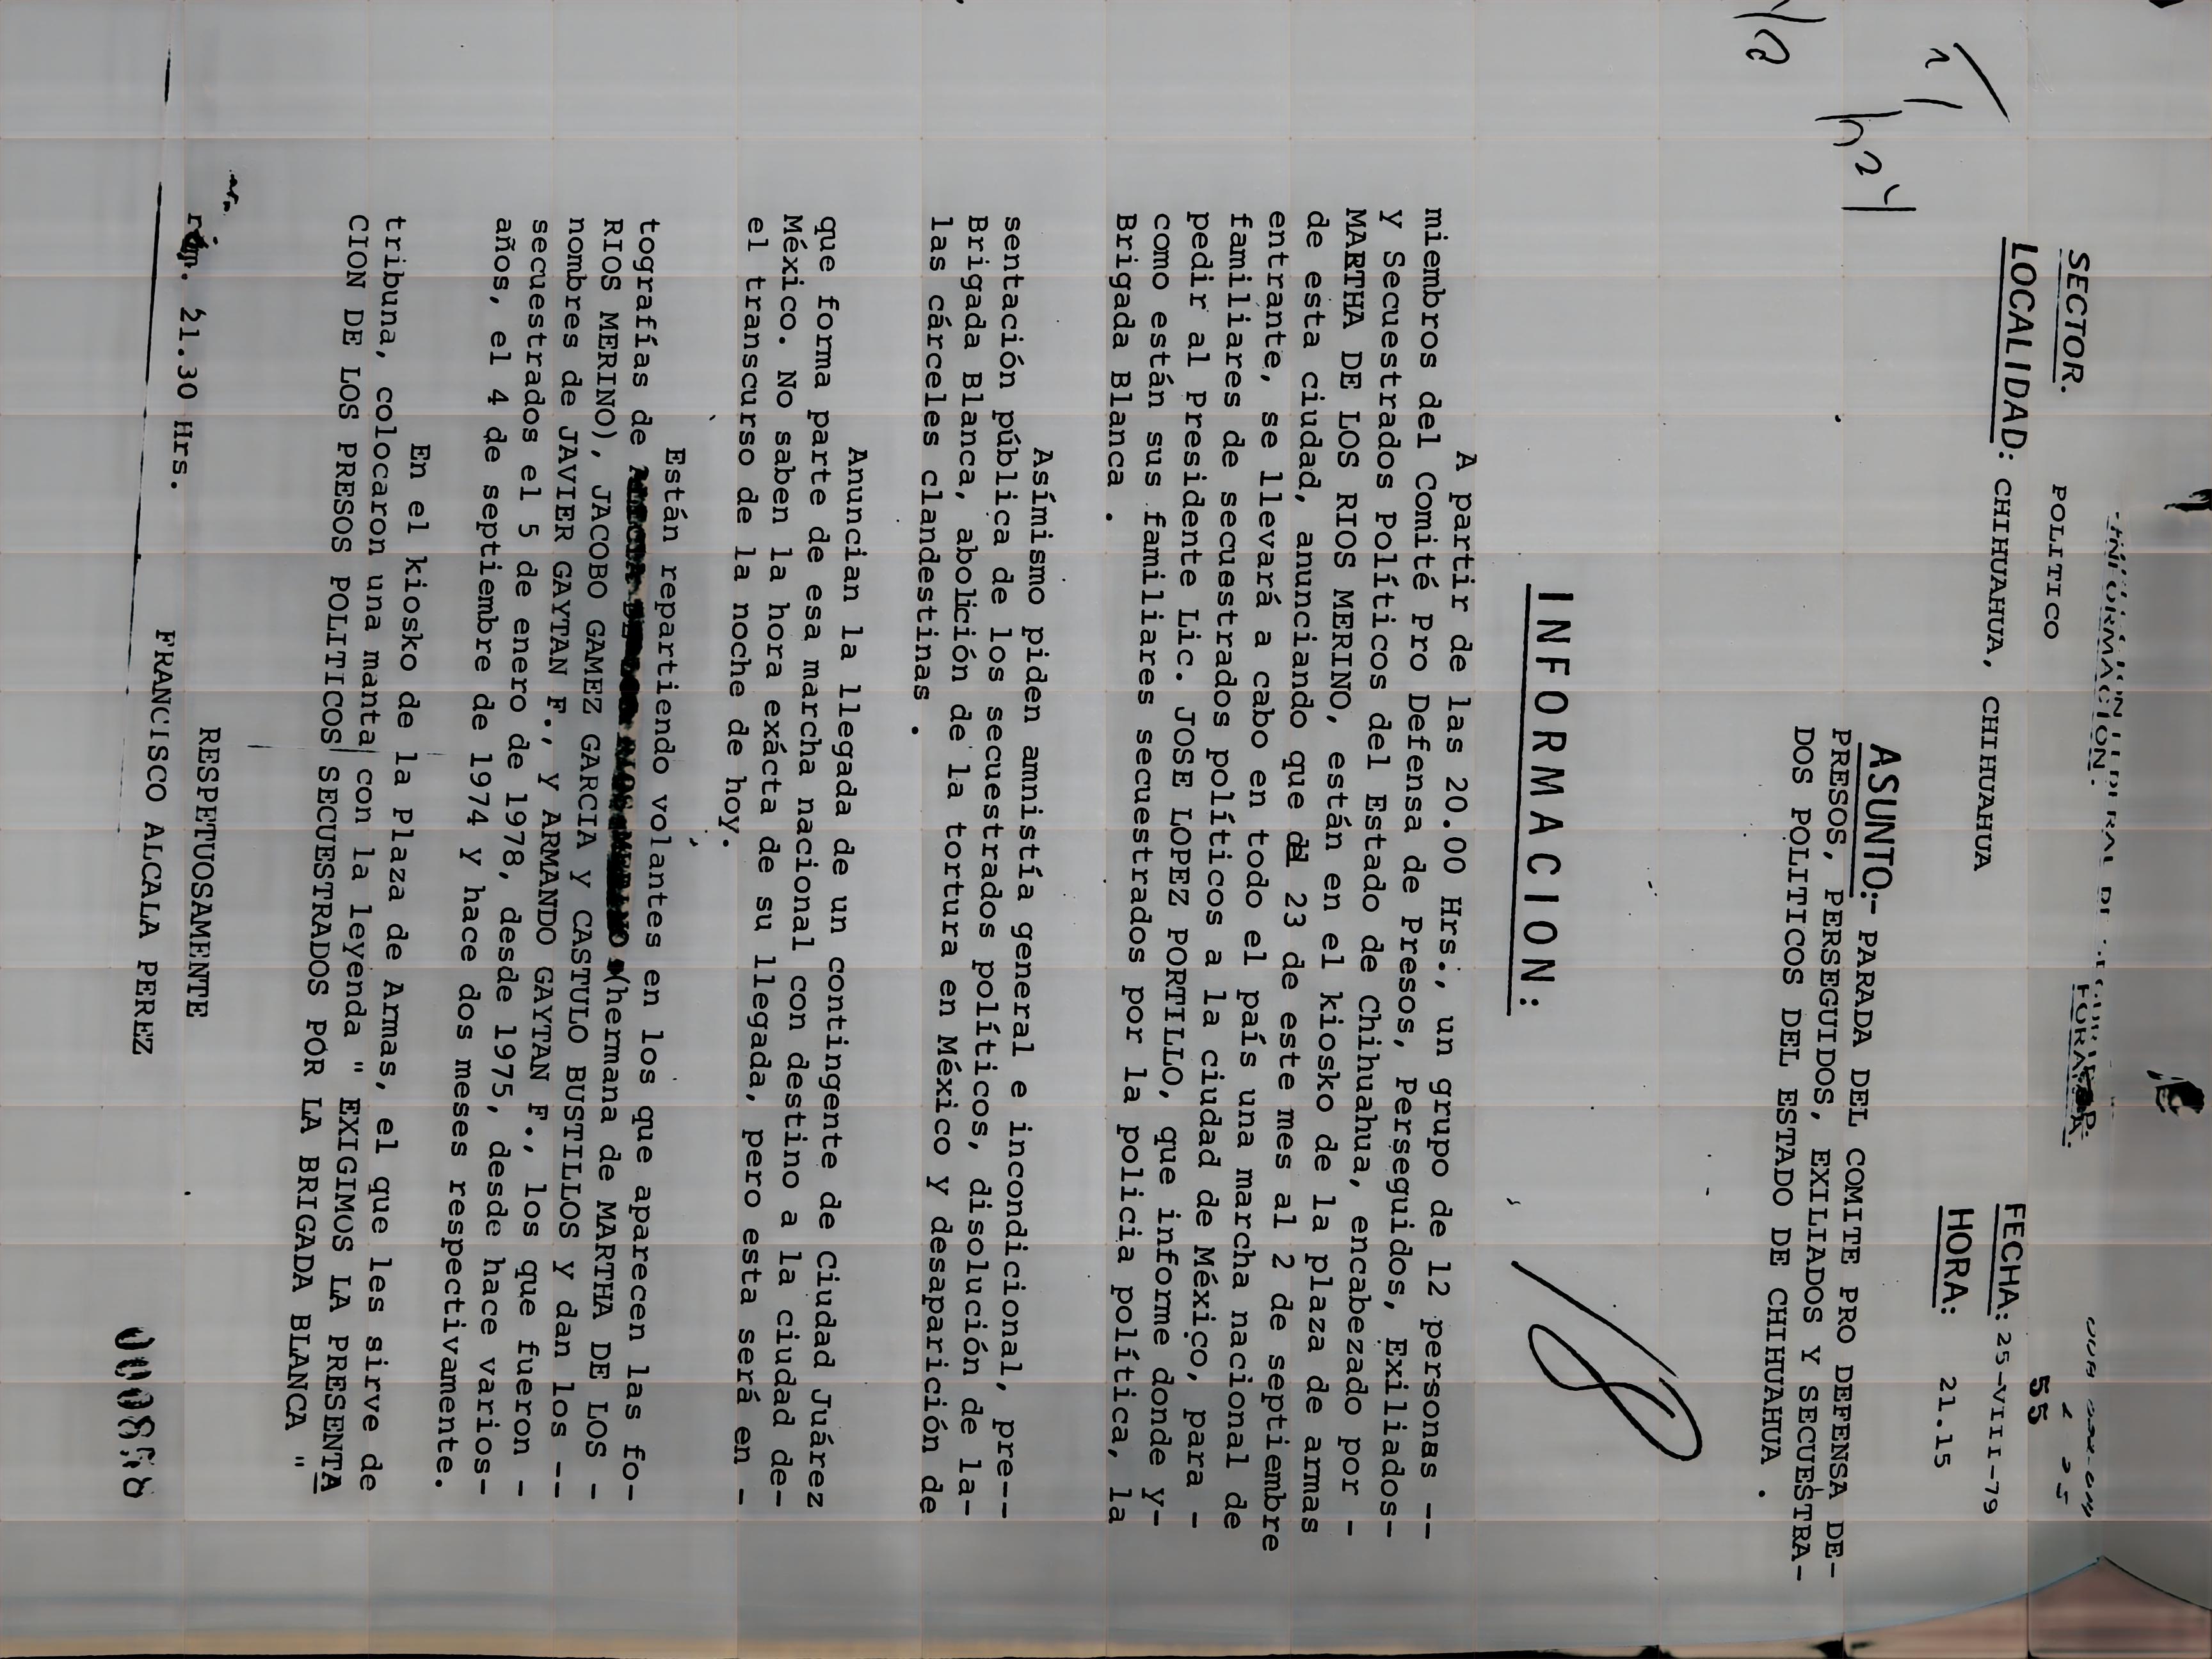 SECTOR. POLITICO
55
LOCALIDAD: CHIHUAHUA, CHIHUAHUA
FECHA: 25-VIII-79
HORA: 21.15
ASUNTO:- PARADA DEL COMITE PRO DEFENSA DE-
PRESOS, PERSEGUIDOS, EXILIADOS Y SECUESTRA-
DOS POLITICOS DEL ESTADO DE CHIHUAHUA .
INFORMACION:
A partir de las 20.00 Hrs., un grupo de 12 personas --
miembros del Comité Pro Defensa de Presos, Perseguidos, Exiliados-
y Secuestrados Políticos del Estado de Chihuahua, encabezado por -
MARTHA DE LOS RIOS MERINO, están en el kiosko de la plaza de armas
de esta ciudad, anunciando que del 23 de este mes al 2 de septiembre
entrante, se llevará a cabo en todo el país una marcha nacional de
familiares de secuestrados políticos a la ciudad de México, para -
pedir al Presidente Lic. JOSE LOPEZ PORTILLO, que informe donde y-
como están sus familiares secuestrados por la policia política, la
Brigada Blanca .
Asímismo piden amnistía general e incondicional, pre---
sentación pública de los secuestrados políticos, disolución de la-
Brigada Blanca, abolición de la tortura en México y desaparición de
las cárceles clandestinas .
Anuncian la llegada de un contingente de Ciudad Juárez
que forma parte de esa marcha nacional con destino a la ciudad de-
México. No saben la hora exácta de su llegada, pero esta será en -
el transcurso de la noche de hoy.
Están repartiendo volantes en los que aparecen las fo-
tografías de (hermana de MARTHA DE LOS -
RIOS MERINO), JACOBO GAMEZ GARCIA y CASTULO BUSTILLOS y dan los --
nombres de JAVIER GAYTAN F., y ARMANDO GAYTAN F., los que fueron -
secuestrados el 5 de enero de 1978, desde 1975, desde hace varios-
años, el 4 de septiembre de 1974 y hace dos meses respectivamente.
En el kiosko de la Plaza de Armas, el que les sirve de
tribuna, colocaron una manta con la leyenda " EXIGIMOS LA PRESENTA
CION DE LOS PRESOS POLITICOS SECUESTRADOS POR LA BRIGADA BLANCA "
RESPETUOSAMENTE
21.30 Hrs.
FRANCISCO ALCALA PEREZ